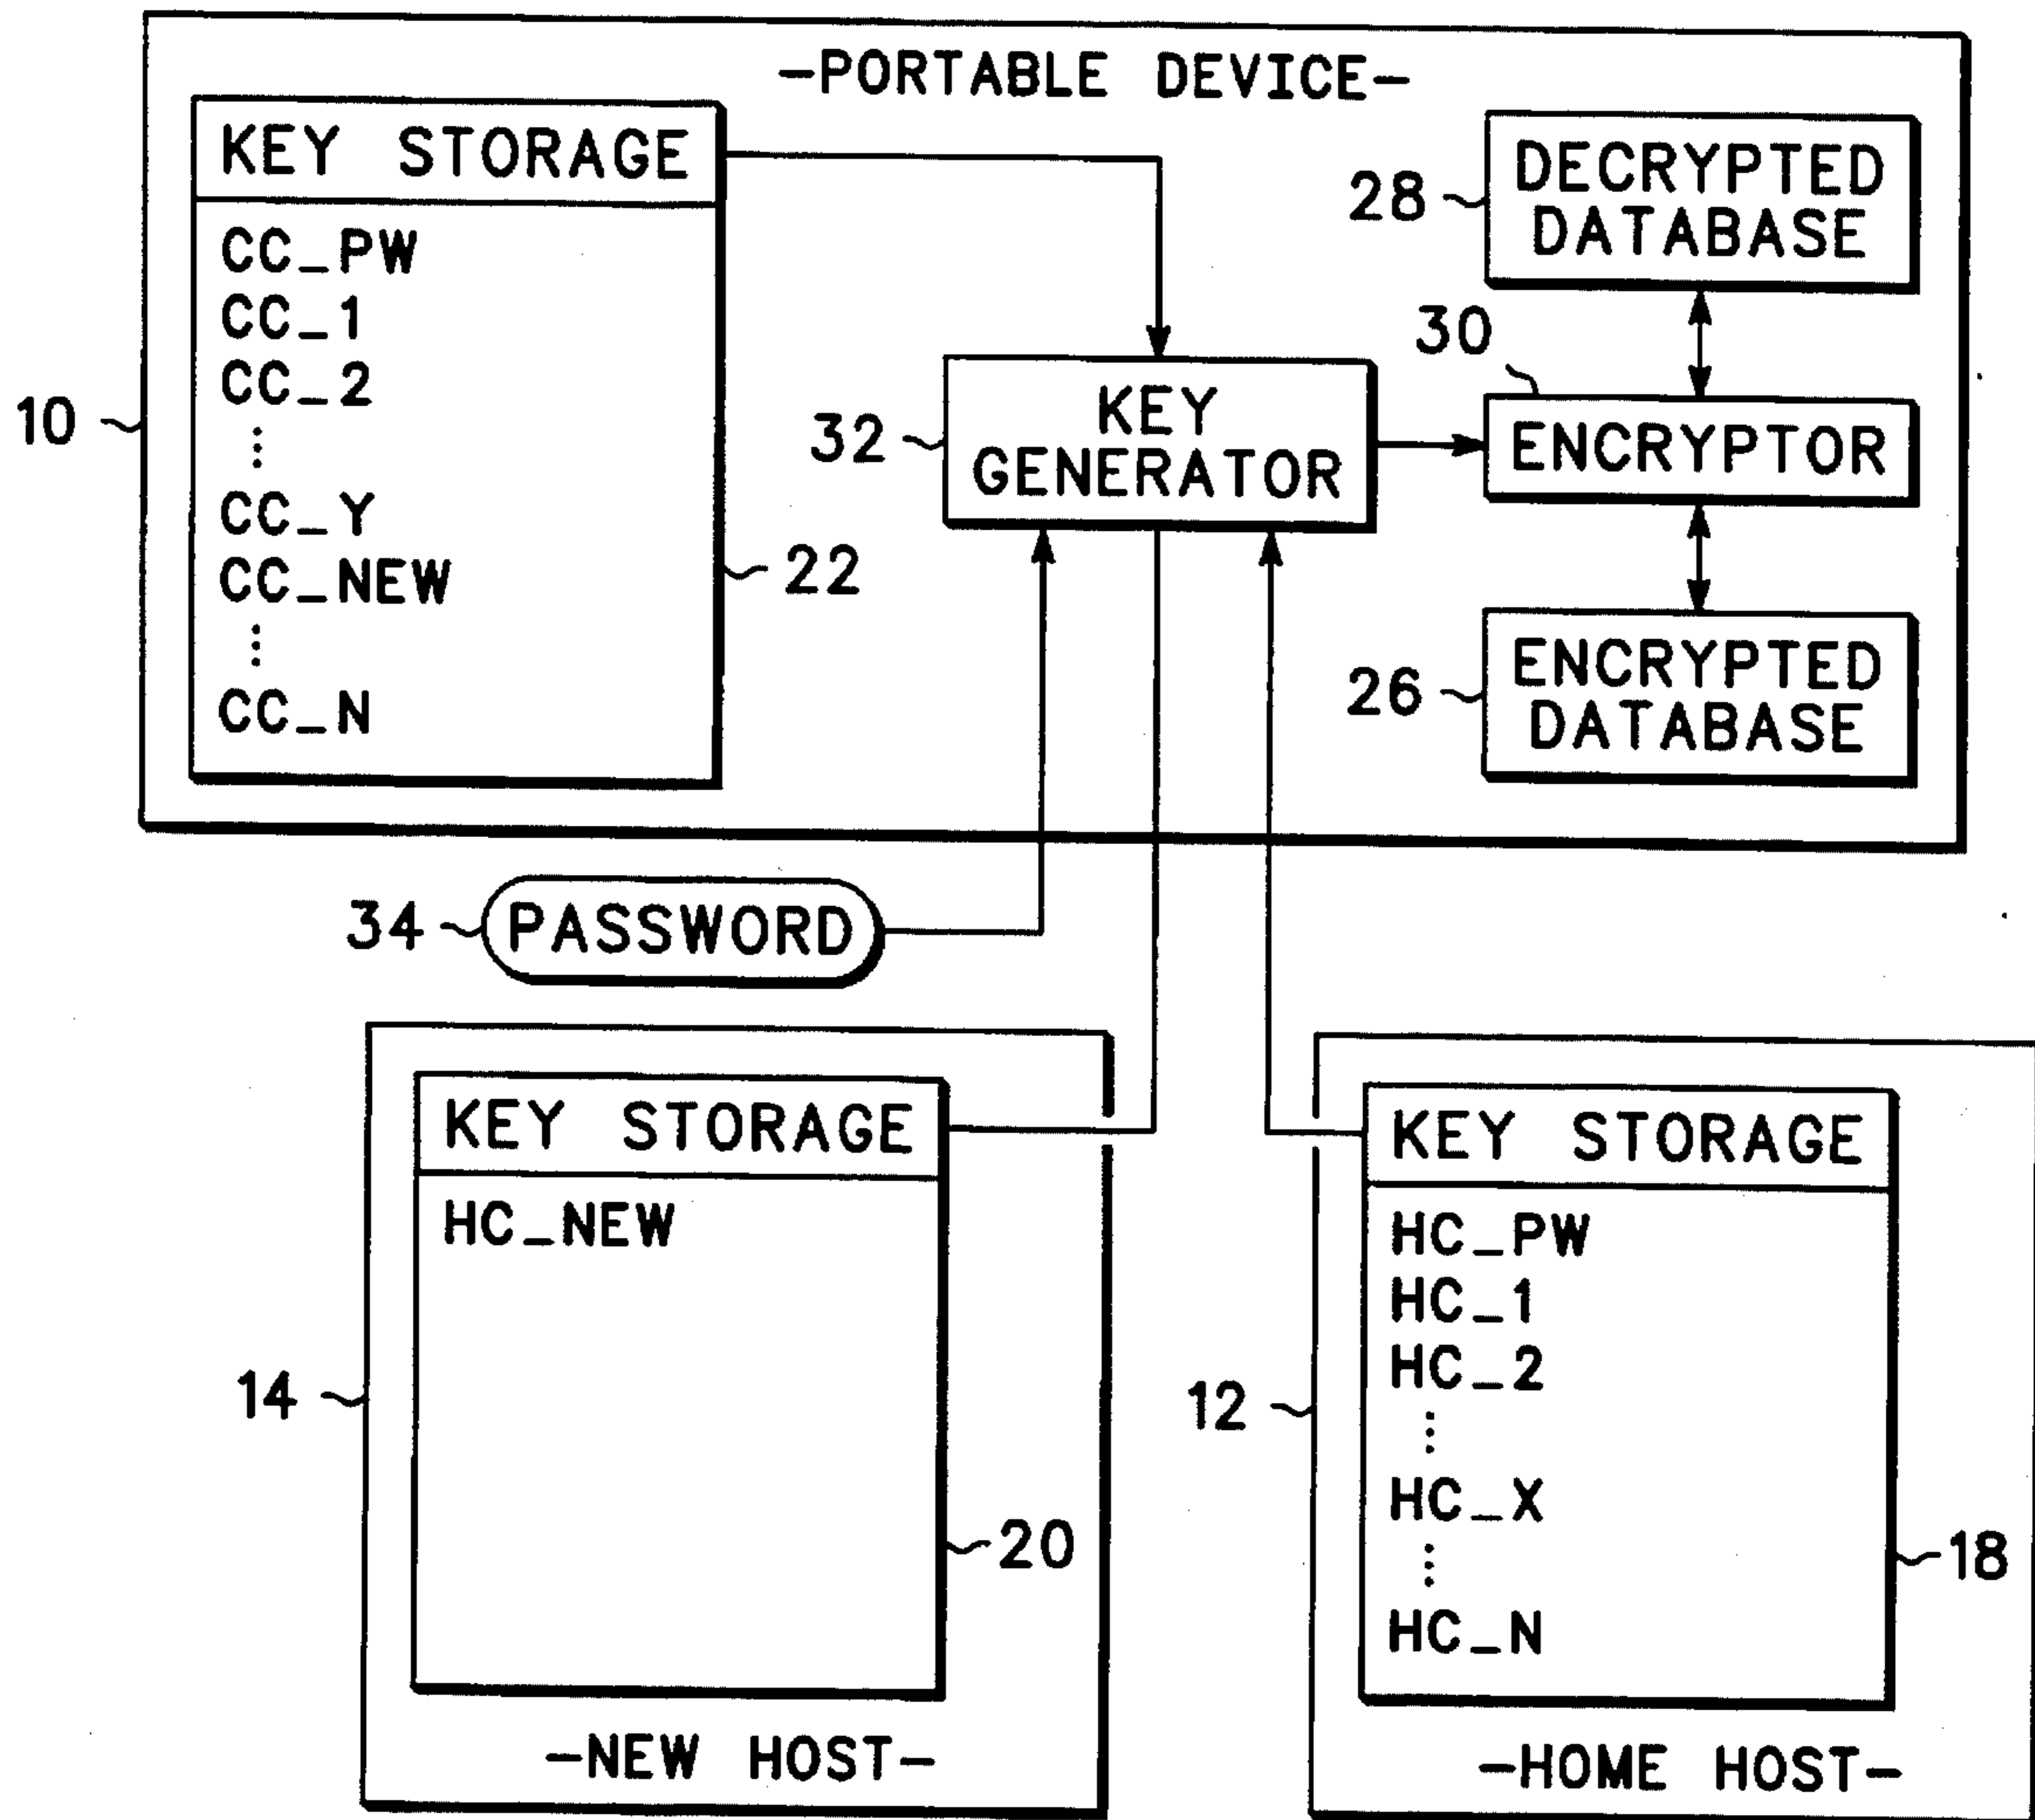 -PORTABLE DEVICE-
KEY STORAGE
CC_PW
CC_1
CC_2
⋮
CC_Y
CC_NEW
⋮
CC_N
10
22
32
KEY
GENERATOR
28
DECRYPTED
DATABASE
30
ENCRYPTOR
26
ENCRYPTED
DATABASE
34
PASSWORD
14
KEY STORAGE
HC_NEW
20
-NEW HOST-
12
KEY STORAGE
HC_PW
HC_1
HC_2
⋮
HC_X
⋮
HC_N
18
-HOME HOST-